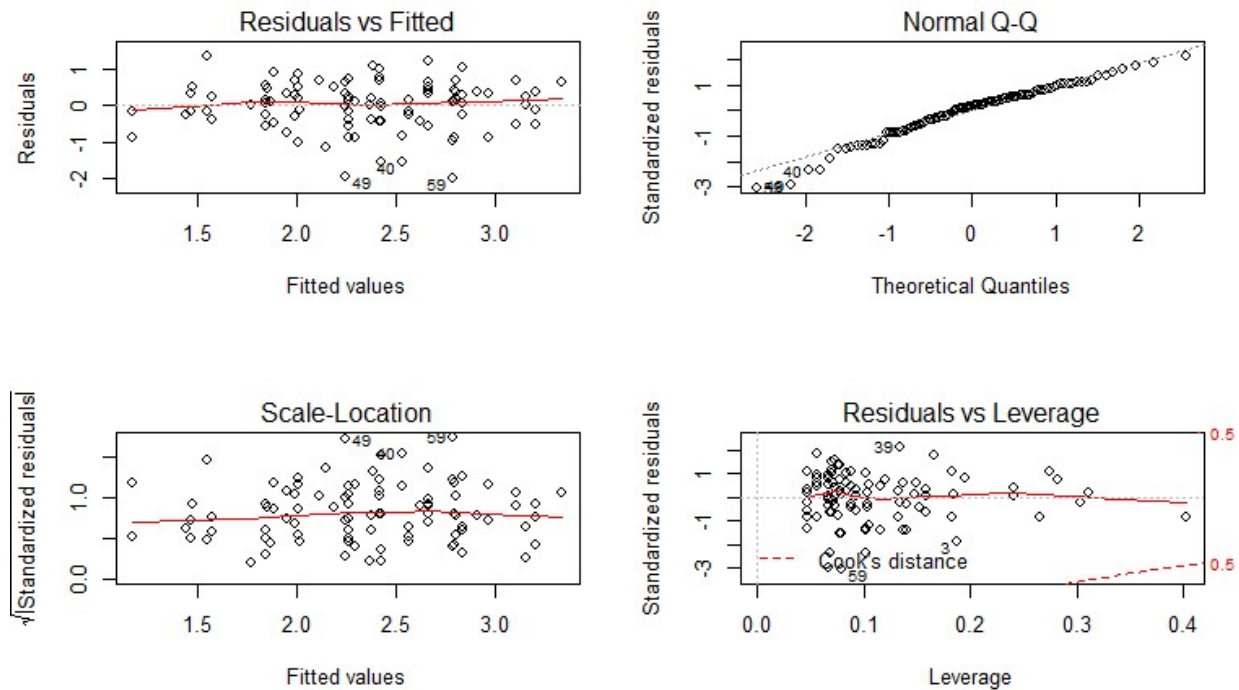 Residuals vs Fitted
Residuals
1
0
-1
-2
40
49
59
1.5 2.0 2.5 3.0
Fitted values
Normal Q-Q
Standardized residuals
1
-1
-3
40
-2 -1 0 1 2
Theoretical Quantiles
Scale-Location
√|Standardized residuals|
1.0
0.0
49
40
59
1.5 2.0 2.5 3.0
Fitted values
Residuals vs Leverage
Standardized residuals
1
-1
-3
39
3
59
Cook's distance
0.5
0.5
0.0 0.1 0.2 0.3 0.4
Leverage